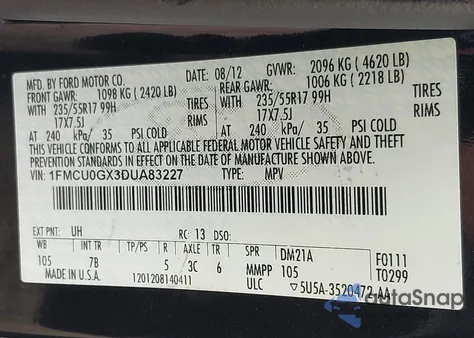 MFD. BY FORD MOTOR CO.
DATE: 08/12 GVWR: 2096 KG (4620 LB)
FRONT GAWR: 1098 KG (2420 LB) REAR GAWR: 1006 KG (2218 LB)
WITH 235/55R17 99H TIRES WITH 235/55R17 99H TIRES
17X7.5J RIMS 17X7.5J RIMS
AT 240 kPa/ 35 PSI COLD AT 240 kPa/ 35 PSI COLD
THIS VEHICLE CONFORMS TO ALL APPLICABLE FEDERAL MOTOR VEHICLE
SAFETY AND THEFT PREVENTION STANDARDS IN EFFECT ON THE DATE OF
MANUFACTURE SHOWN ABOVE.
VIN: 1FMCU0GX3DUA83227
TYPE: MPV
EXT PNT: UH RC: 13 DSO:
F0111
T0299
WB INT TR TP/PS R AXLE TR SPR DM21A
105 7B 5 3C 6 MMPP 105
ULC
MADE IN U.S.A. 1201208140411
▽5U5A-3520472-AA
autoSnap